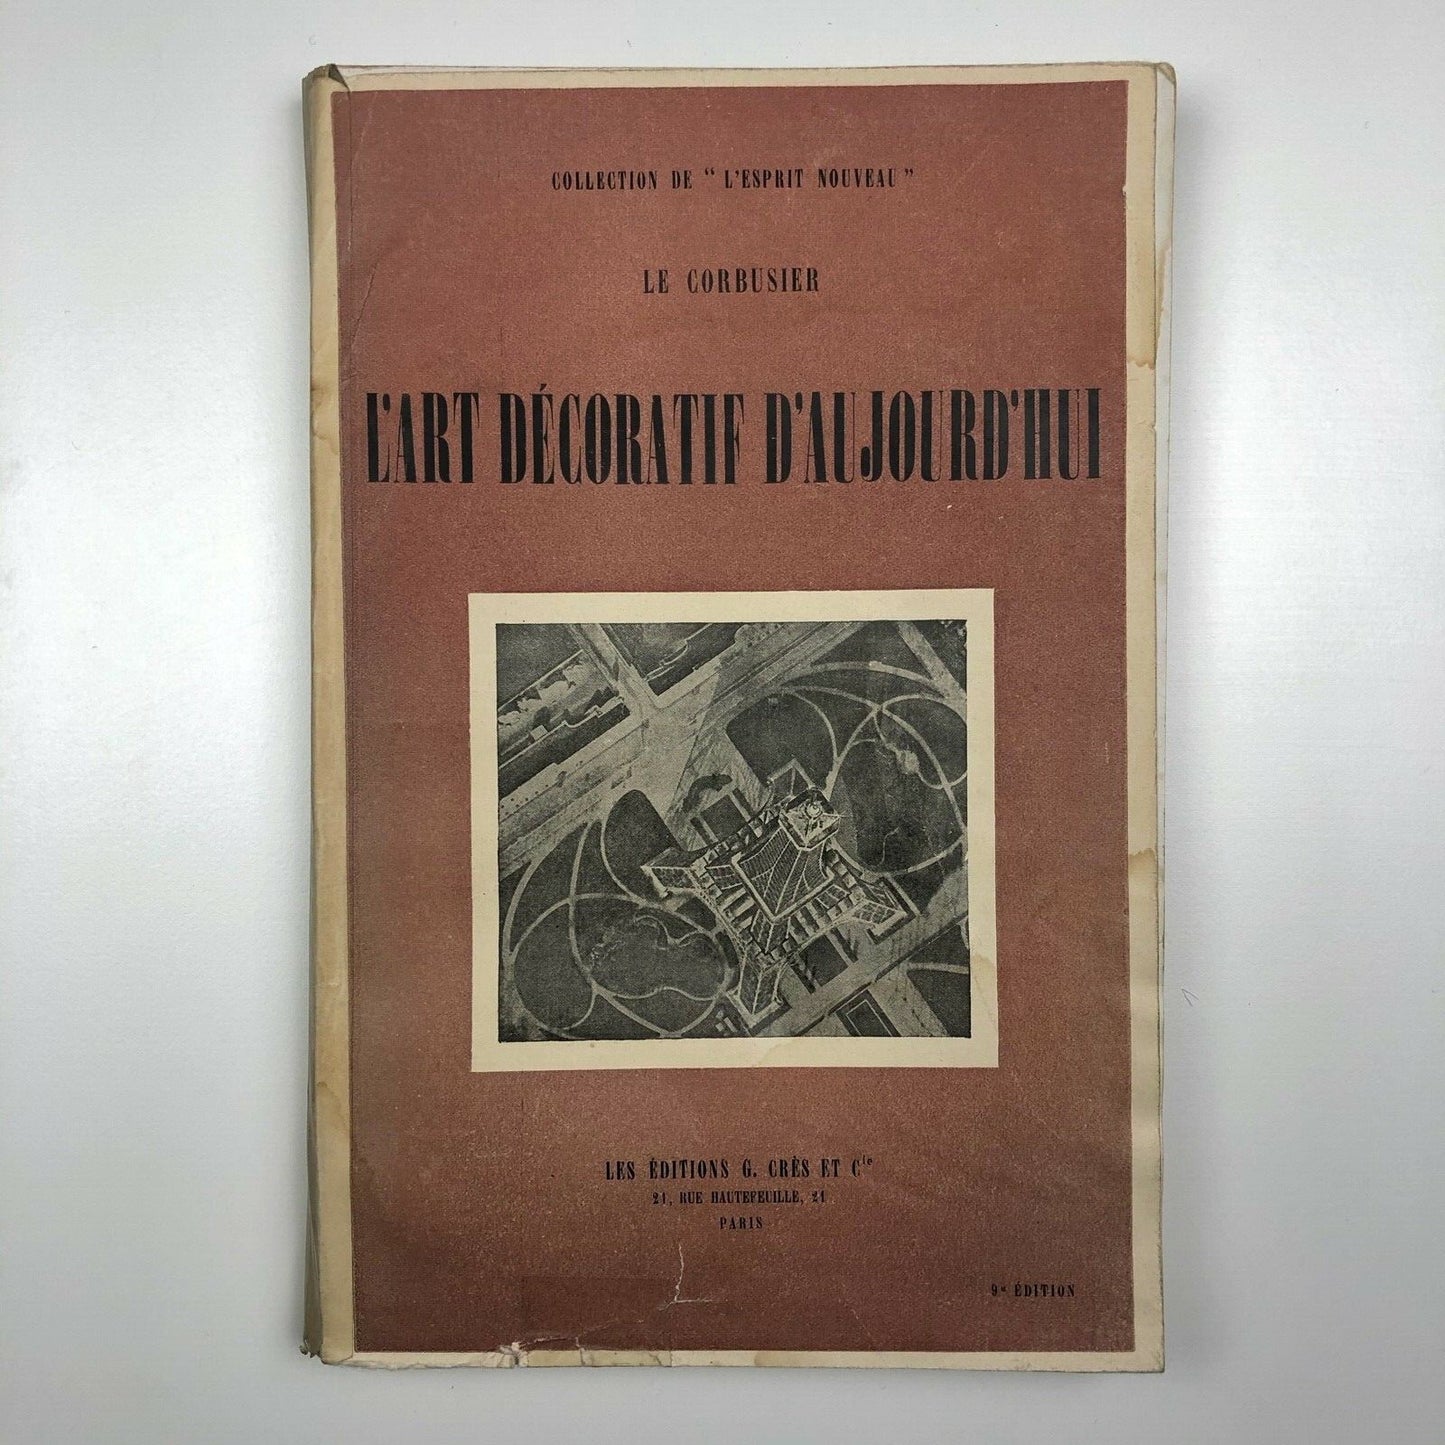 COLLECTION DE “ L'ESPRIT NOUVEAU ”
LE CORBUSIER
L'ART DÉCORATIF D'AUJOURD'HUI
LES ÉDITIONS G. CRÈS ET Cie
21, RUE HAUTEFEUILLE, 21
PARIS
9e ÉDITION